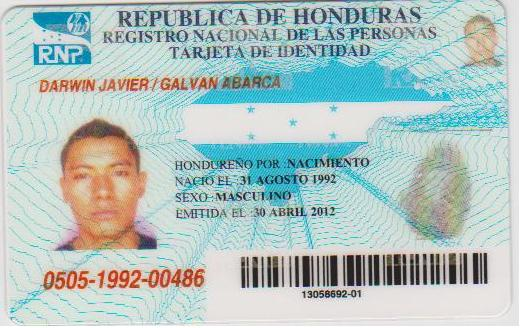 REPUBLICA DE HONDURAS
REGISTRO NACIONAL DE LAS PERSONAS
TARJETA DE IDENTIDAD
RNP
DARWIN JAVIER / GALVAN ABARCA
HONDUREÑO POR : NACIMIENTO
NACIO EL : 31 AGOSTO 1992
SEXO : MASCULINO
EMITIDA EL : 30 ABRIL 2012
0505-1992-00486
13058692-01